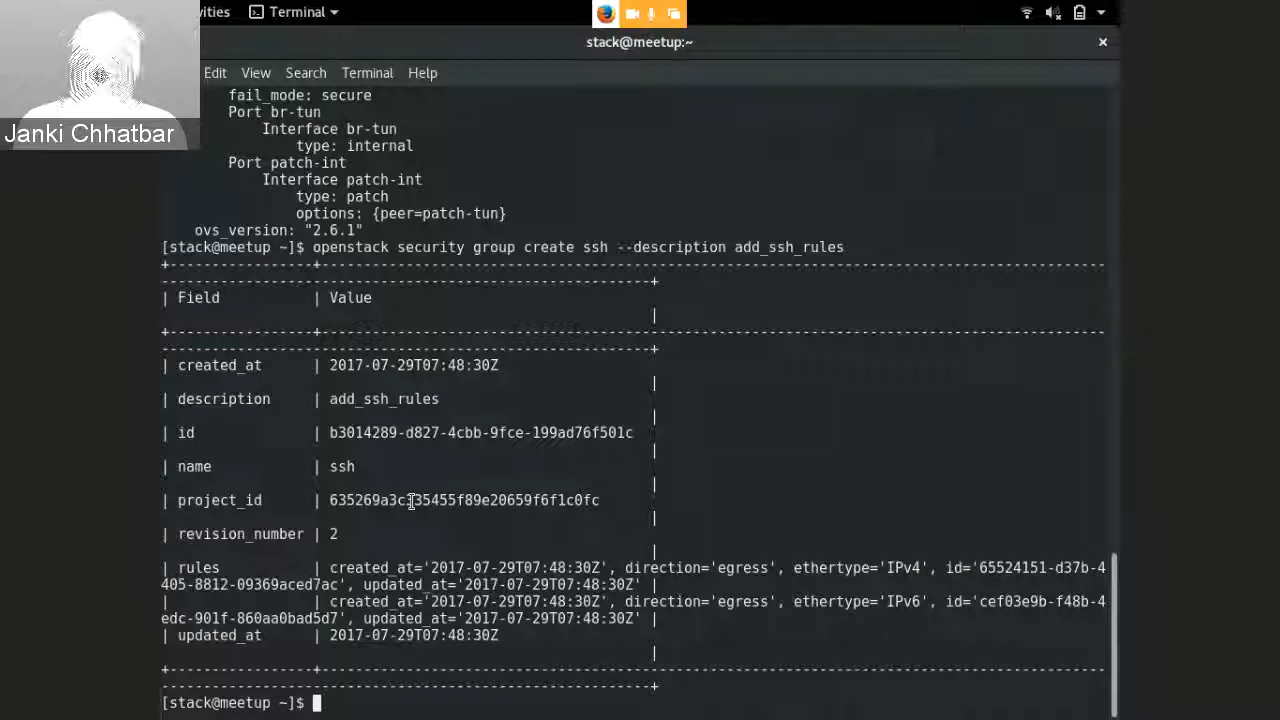 vities Terminal
stack@meetup:~
Janki Chhatbar
Edit View Search Terminal Help
fail_mode: secure
Port br-tun
Interface br-tun
type: internal
Port patch-int
Interface patch-int
type: patch
options: {peer=patch-tun}
ovs_version: "2.6.1"
[stack@meetup ~]$ openstack security group create ssh --description add_ssh_rules
| Field | Value |
| created_at | 2017-07-29T07:48:30Z |
| description | add_ssh_rules |
| id | b3014289-d827-4cbb-9fce-199ad76f501c |
| name | ssh |
| project_id | |
| revision_number | 2 |
| rules | created_at='2017-07-29T07:48:30Z', direction='egress', ethertype='IPv4', id='65524151-d37b-4
405-8812-09369aced7ac', updated_at='2017-07-29T07:48:30Z' |
| | created_at='2017-07-29T07:48:30Z', direction='egress', ethertype='IPv6', id='cef03e9b-f48b-4
edc-901f-860aa0bad5d7', updated_at='2017-07-29T07:48:30Z' |
| updated_at | 2017-07-29T07:48:30Z |
[stack@meetup ~]$